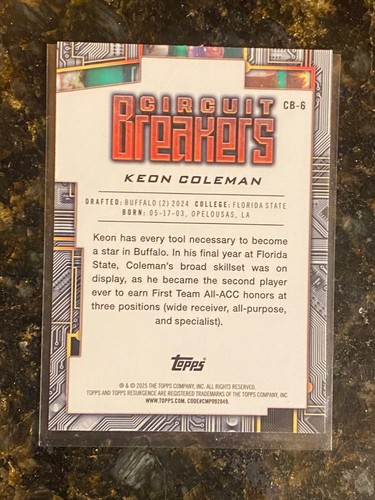 CIRCUIT
Breakers
CB-6
KEON COLEMAN
DRAFTED: BUFFALO (2) 2024 COLLEGE: FLORIDA STATE
BORN: 05-17-03, OPELOUSAS, LA
Keon has every tool necessary to become
a star in Buffalo. In his final year at Florida
State, Coleman's broad skillset was on
display, as he became the second player
ever to earn First Team All-ACC honors at
three positions (wide receiver, all-purpose,
and specialist).
Topps
® & © 2025 THE TOPPS COMPANY, INC. ALL RIGHTS RESERVED.
TOPPS AND TOPPS RESURGENCE ARE REGISTERED TRADEMARKS OF THE TOPPS COMPANY, INC.
WWW.TOPPS.COM. CODE#CMP092849.